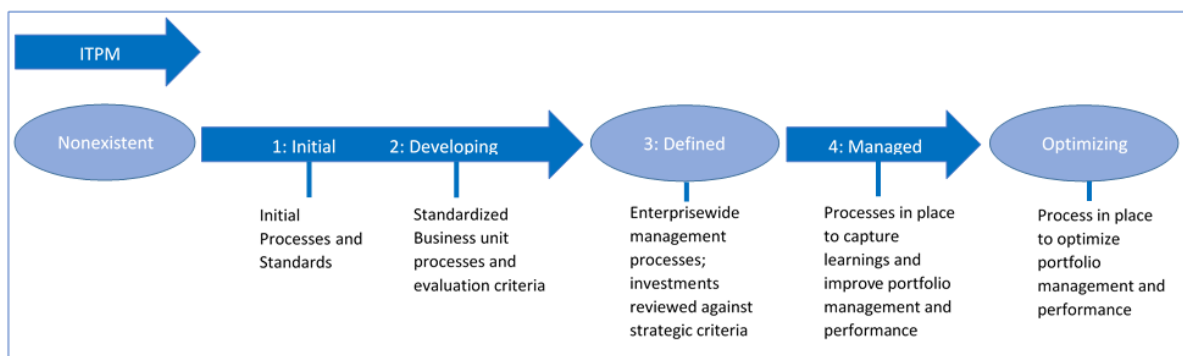 ITPM
Nonexistent
1: Initial
2: Developing
3: Defined
4: Managed
Optimizing
Initial
Processes and
Standards
Standardized
Business unit
processes and
evaluation criteria
Enterprisewide
management
processes;
investments
reviewed against
strategic criteria
Processes in place
to capture
learnings and
improve portfolio
management and
performance
Process in place
to optimize
portfolio
management and
performance